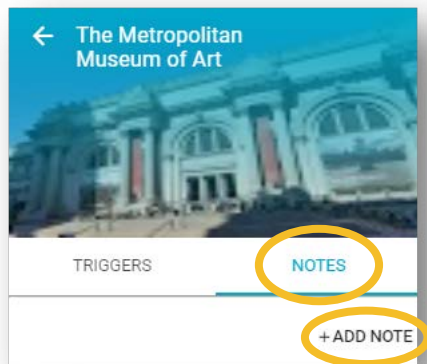 The Metropolitan
Museum of Art
TRIGGERS NOTES
+ADD NOTE